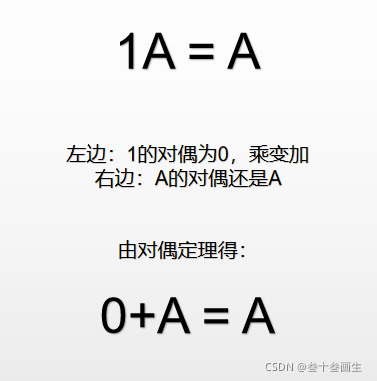 1A = A
左边：1的对偶为0，乘变加
右边：A的对偶还是A
由对偶定理得：
0+A = A
CSDN @叁十叁画生